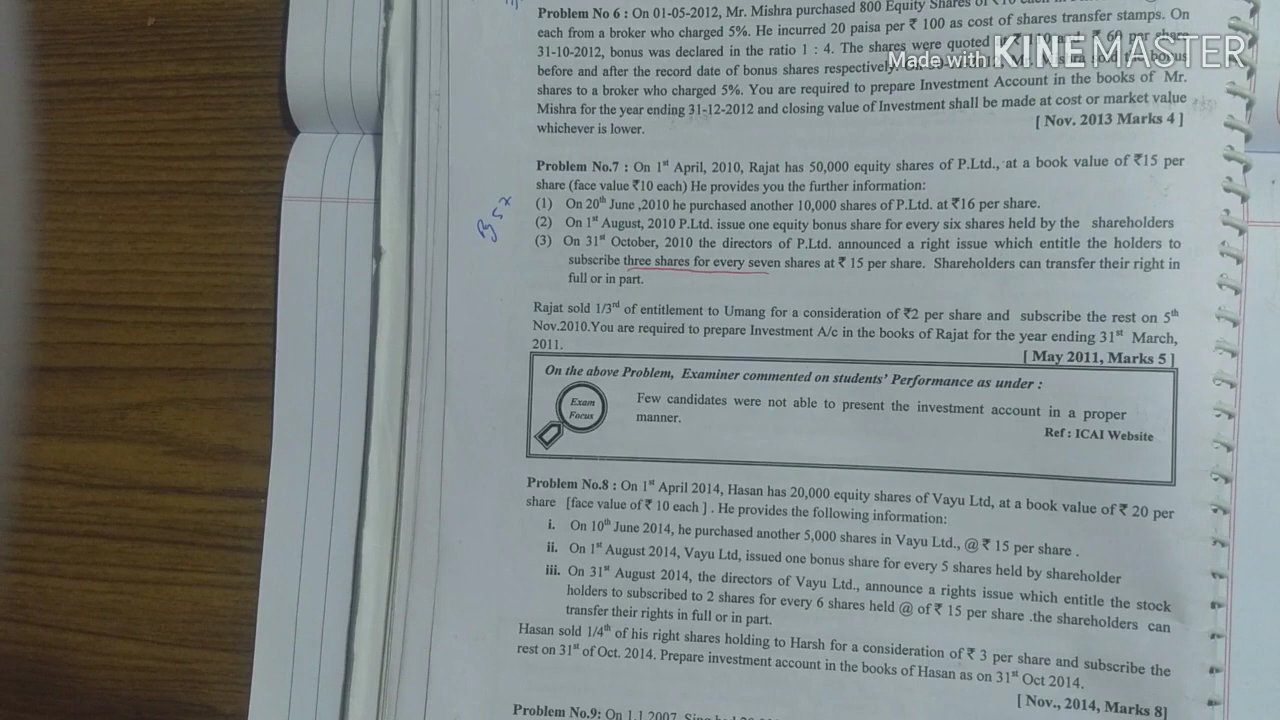 Problem No 6 : On 01-05-2012, Mr. Mishra purchased 800 Equity Shares of ₹10 each
each from a broker who charged 5%. He incurred 20 paisa per ₹ 100 as cost of shares transfer stamps. On
31-10-2012, bonus was declared in the ratio 1 : 4. The shares were quoted ₹ 60 per share
Made with KINEMASTER
before and after the record date of bonus shares respectively. bonus
shares to a broker who charged 5%. You are required to prepare Investment Account in the books of Mr.
Mishra for the year ending 31-12-2012 and closing value of Investment shall be made at cost or market value
whichever is lower. [ Nov. 2013 Marks 4 ]
Problem No.7 : On 1st April, 2010, Rajat has 50,000 equity shares of P.Ltd., at a book value of ₹15 per
share (face value ₹10 each) He provides you the further information:
(1) On 20th June ,2010 he purchased another 10,000 shares of P.Ltd. at ₹16 per share.
(2) On 1st August, 2010 P.Ltd. issue one equity bonus share for every six shares held by the shareholders
(3) On 31st October, 2010 the directors of P.Ltd. announced a right issue which entitle the holders to
subscribe three shares for every seven shares at ₹ 15 per share. Shareholders can transfer their right in
full or in part.
Rajat sold 1/3rd of entitlement to Umang for a consideration of ₹2 per share and subscribe the rest on 5th
Nov.2010.You are required to prepare Investment A/c in the books of Rajat for the year ending 31st March,
2011. [ May 2011, Marks 5 ]
On the above Problem, Examiner commented on students' Performance as under :
Exam
Focus
Few candidates were not able to present the investment account in a proper
manner.
Ref : ICAI Website
Problem No.8 : On 1st April 2014, Hasan has 20,000 equity shares of Vayu Ltd, at a book value of ₹ 20 per
share [face value of ₹ 10 each ] . He provides the following information:
i. On 10th June 2014, he purchased another 5,000 shares in Vayu Ltd., @ ₹ 15 per share .
ii. On 1st August 2014, Vayu Ltd, issued one bonus share for every 5 shares held by shareholder
iii. On 31st August 2014, the directors of Vayu Ltd., announce a rights issue which entitle the stock
holders to subscribed to 2 shares for every 6 shares held @ of ₹ 15 per share .the shareholders can
transfer their rights in full or in part.
Hasan sold 1/4th of his right shares holding to Harsh for a consideration of ₹ 3 per share and subscribe the
rest on 31st of Oct. 2014. Prepare investment account in the books of Hasan as on 31st Oct 2014.
[ Nov., 2014, Marks 8]
Problem No.9: On 1.1.2007,